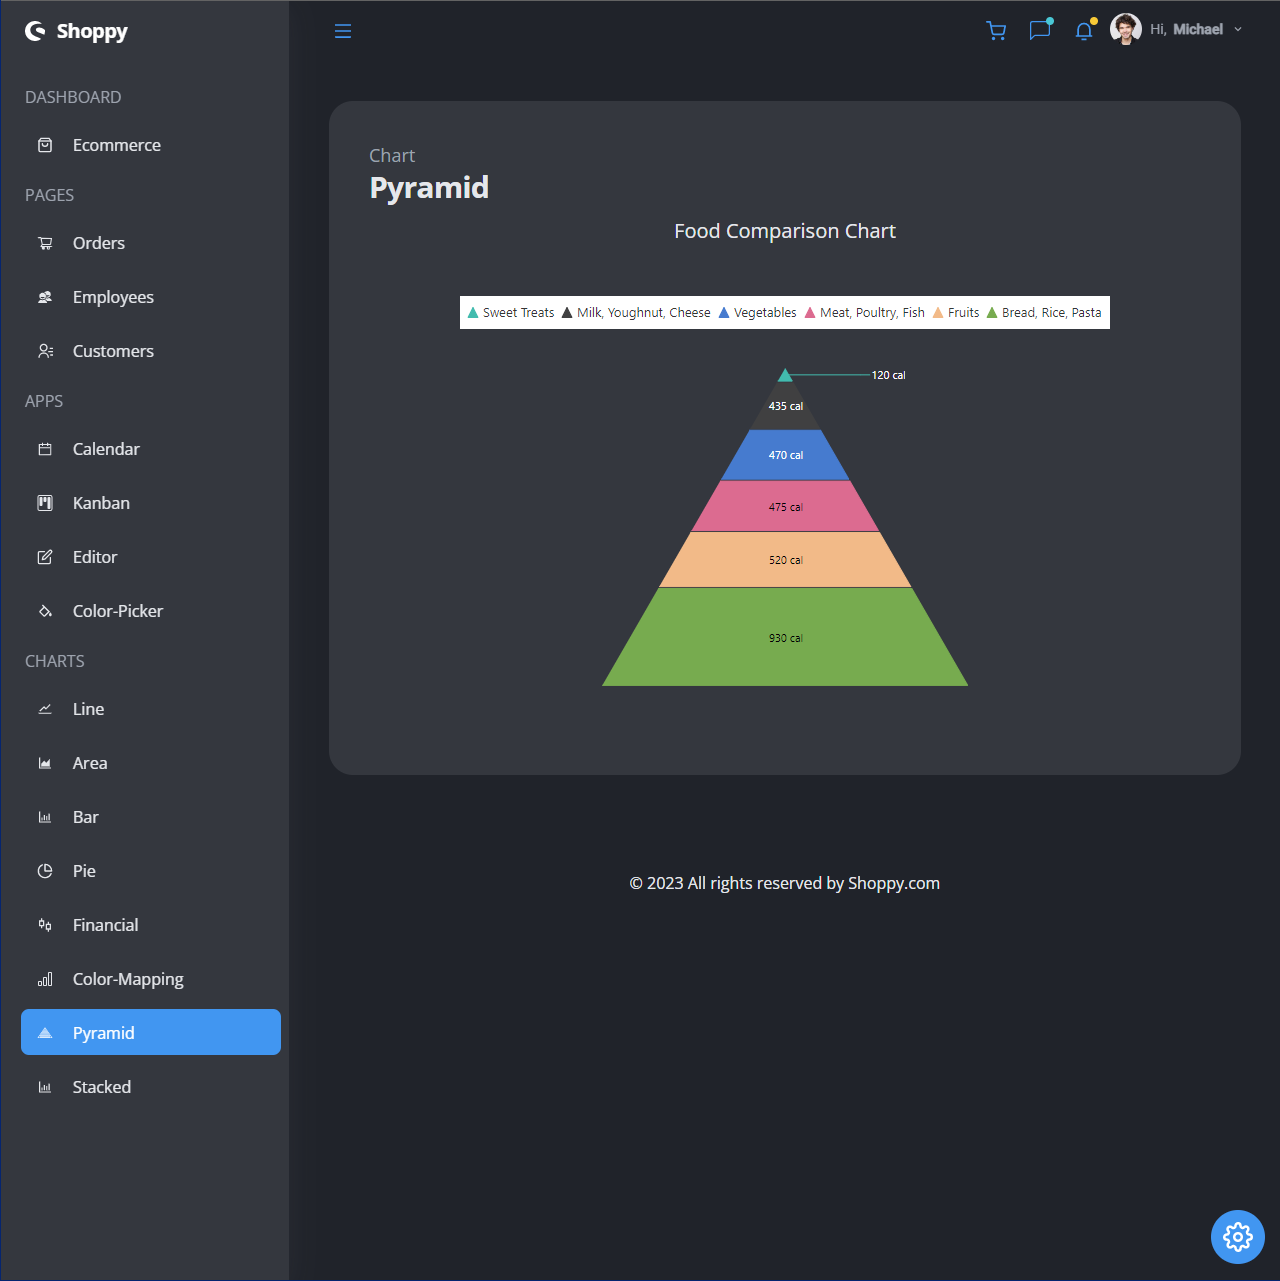 Shoppy
Hi, Michael
DASHBOARD
Ecommerce
PAGES
Orders
Employees
Customers
APPS
Calendar
Kanban
Editor
Color-Picker
CHARTS
Line
Area
Bar
Pie
Financial
Color-Mapping
Pyramid
Stacked
Chart
Pyramid
Food Comparison Chart
Sweet Treats Milk, Youghnut, Cheese Vegetables Meat, Poultry, Fish Fruits Bread, Rice, Pasta
120 cal
435 cal
470 cal
475 cal
520 cal
930 cal
© 2023 All rights reserved by Shoppy.com